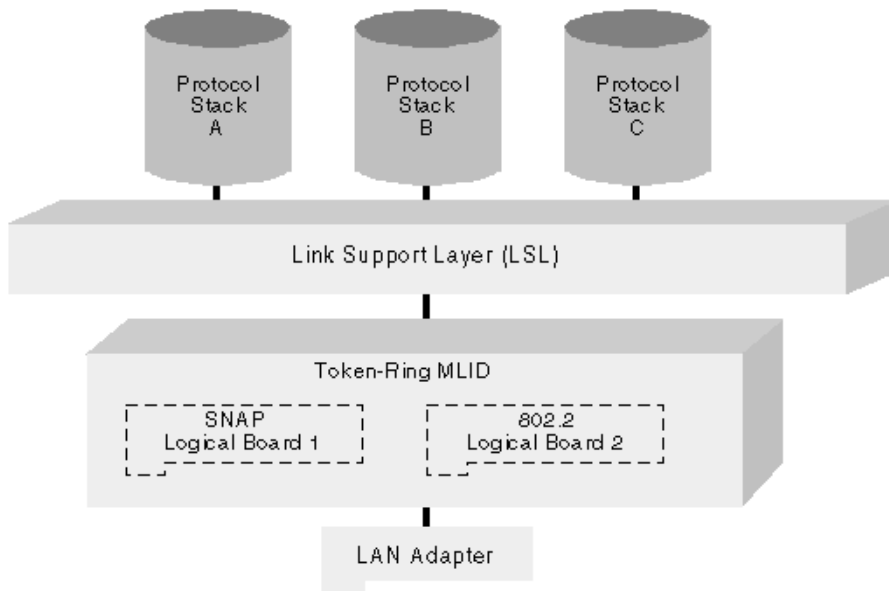 Protocol
Stack
A
Protocol
Stack
B
Protocol
Stack
C
Link Support Layer (LSL)
Token-Ring MLID
SNAP
Logical Board 1
802.2
Logical Board 2
LAN Adapter